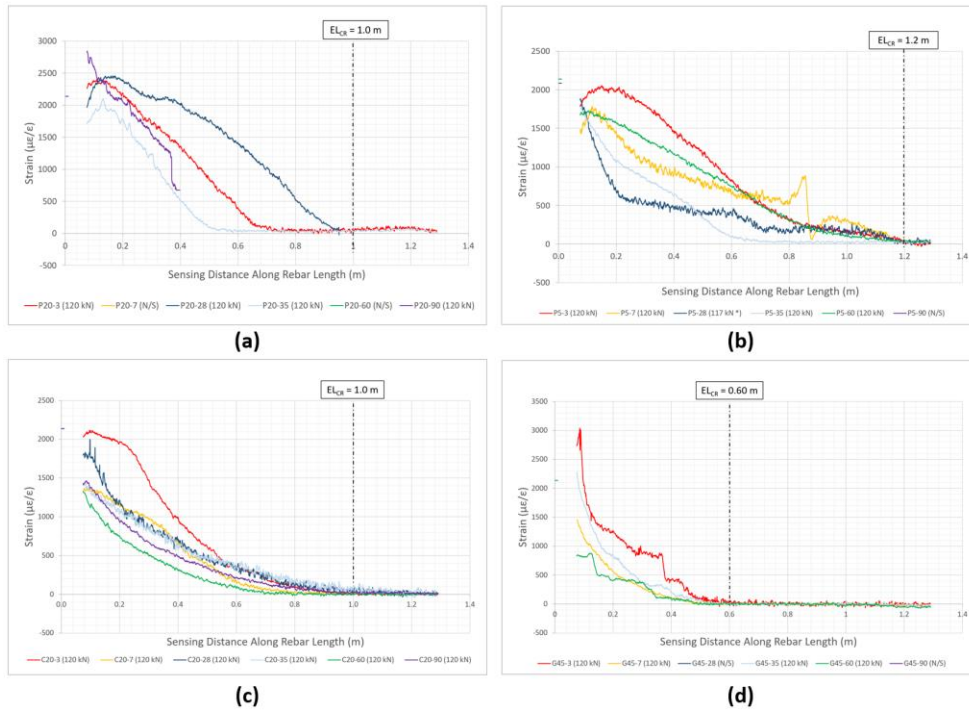 EL_CR = 1.0 m
3000
2500
2000
1500
1000
500
0
-500
0.0 0.2 0.4 0.6 0.8 1.0 1.2 1.4
Strain (με/ε)
Sensing Distance Along Rebar Length (m)
P20-3 (120 kN) P20-7 (N/S) P20-28 (120 kN) P20-35 (120 kN) P20-60 (N/S) P20-90 (120 kN)
(a)
EL_CR = 1.2 m
2500
2000
1500
1000
500
0
-500
0.0 0.2 0.4 0.6 0.8 1.0 1.2 1.4
Strain (με/ε)
Sensing Distance Along Rebar Length (m)
P5-3 (120 kN) P5-7 (120 kN) P5-28 (117 kN *) P5-35 (120 kN) P5-60 (120 kN) P5-90 (N/S)
(b)
EL_CR = 1.0 m
2500
2000
1500
1000
500
0
-500
0.0 0.2 0.4 0.6 0.8 1.0 1.2 1.4
Strain (με/ε)
Sensing Distance Along Rebar Length (m)
C20-3 (120 kN) C20-7 (120 kN) C20-28 (120 kN) C20-35 (120 kN) C20-60 (120 kN) C20-90 (120 kN)
(c)
EL_CR = 0.60 m
3500
3000
2500
2000
1500
1000
500
0
-500
0.0 0.2 0.4 0.6 0.8 1.0 1.2 1.4
Strain (με/ε)
Sensing Distance Along Rebar Length (m)
G45-3 (120 kN) G45-7 (120 kN) G45-28 (N/S) G45-35 (120 kN) G45-60 (120 kN) G45-90 (N/S)
(d)